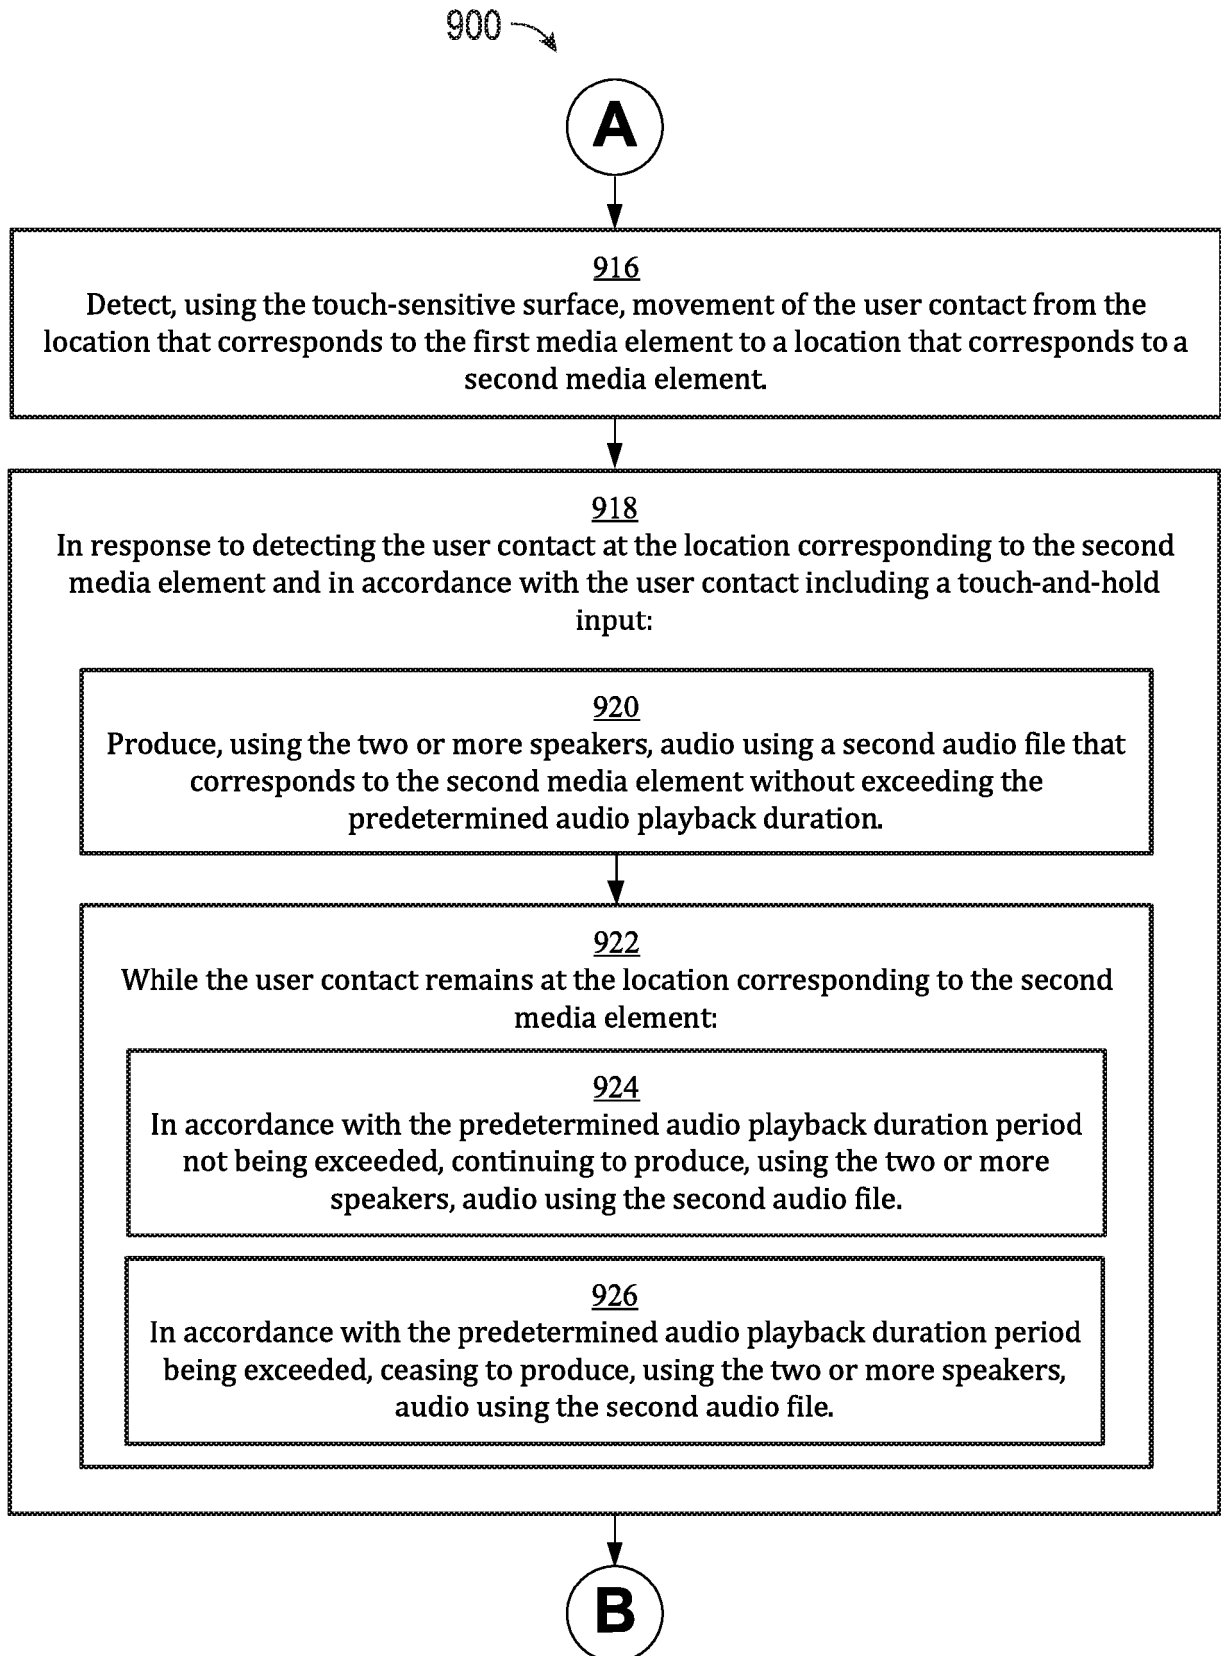 900
A
916
Detect, using the touch-sensitive surface, movement of the user contact from the
location that corresponds to the first media element to a location that corresponds to a
second media element.
918
In response to detecting the user contact at the location corresponding to the second
media element and in accordance with the user contact including a touch-and-hold
input:
920
Produce, using the two or more speakers, audio using a second audio file that
corresponds to the second media element without exceeding the
predetermined audio playback duration.
922
While the user contact remains at the location corresponding to the second
media element:
924
In accordance with the predetermined audio playback duration period
not being exceeded, continuing to produce, using the two or more
speakers, audio using the second audio file.
926
In accordance with the predetermined audio playback duration period
being exceeded, ceasing to produce, using the two or more speakers,
audio using the second audio file.
B